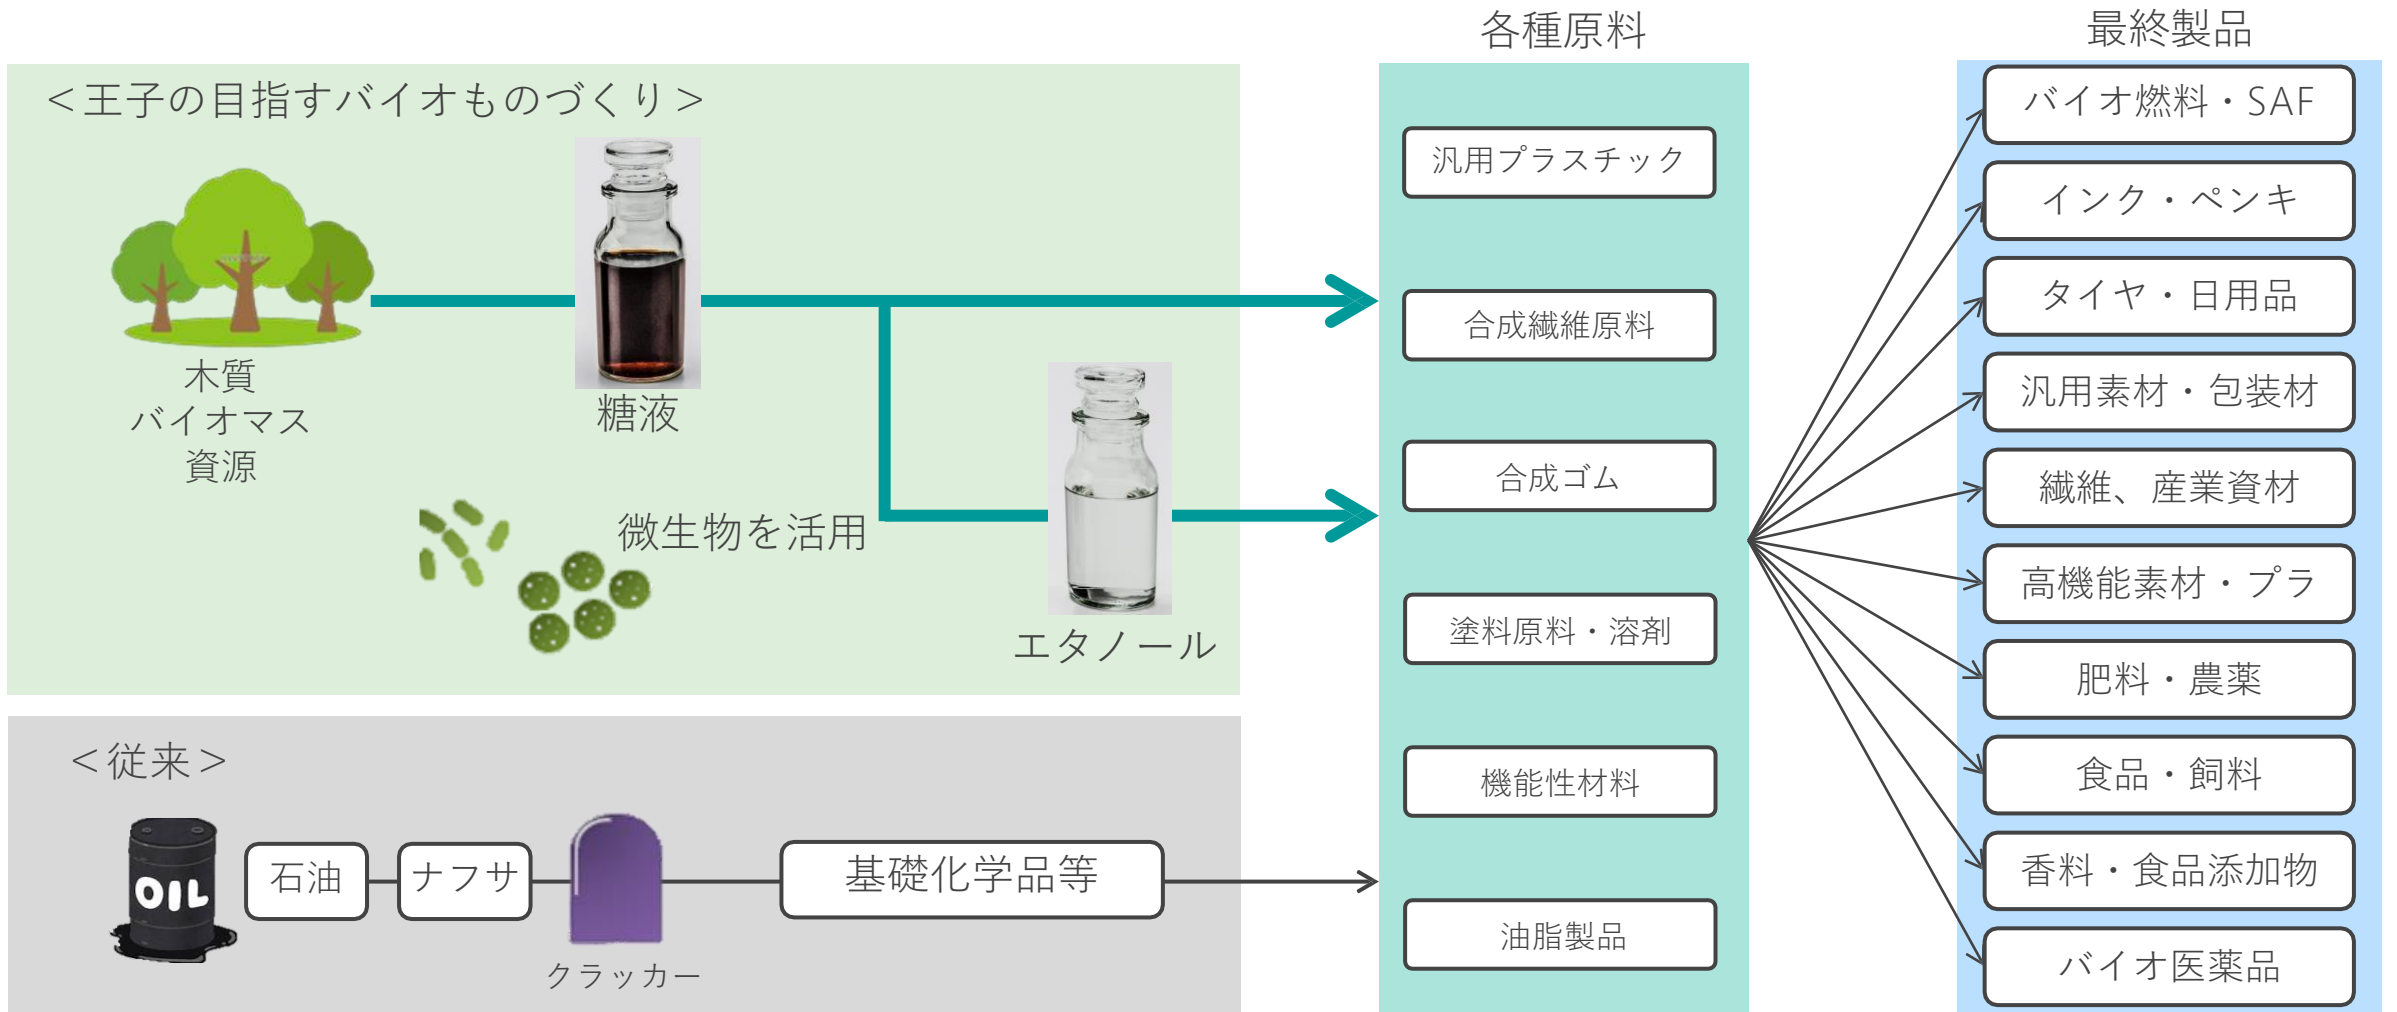 ＜王子の目指すバイオものづくり＞
木質
バイオマス
資源
糖液
微生物を活用
エタノール
＜従来＞
OIL
石油
ナフサ
クラッカー
基礎化学品等
各種原料
汎用プラスチック
合成繊維原料
合成ゴム
塗料原料・溶剤
機能性材料
油脂製品
最終製品
バイオ燃料・SAF
インク・ペンキ
タイヤ・日用品
汎用素材・包装材
繊維、産業資材
高機能素材・プラ
肥料・農薬
食品・飼料
香料・食品添加物
バイオ医薬品